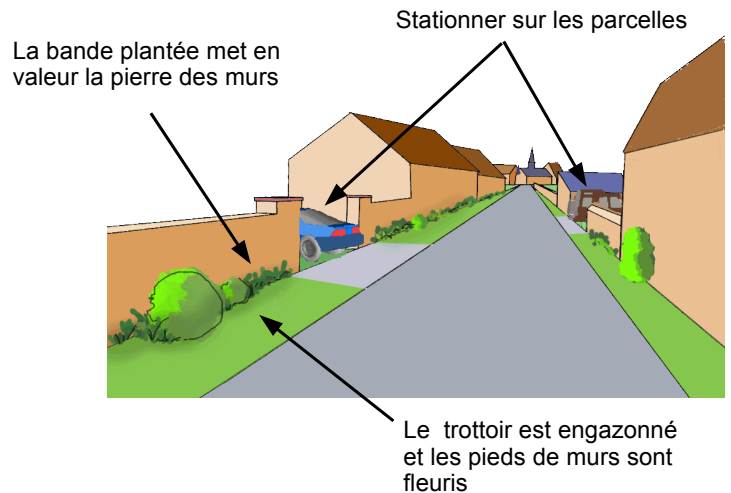 Stationner sur les parcelles
La bande plantée met en
valeur la pierre des murs
Le trottoir est engazonné
et les pieds de murs sont
fleuris